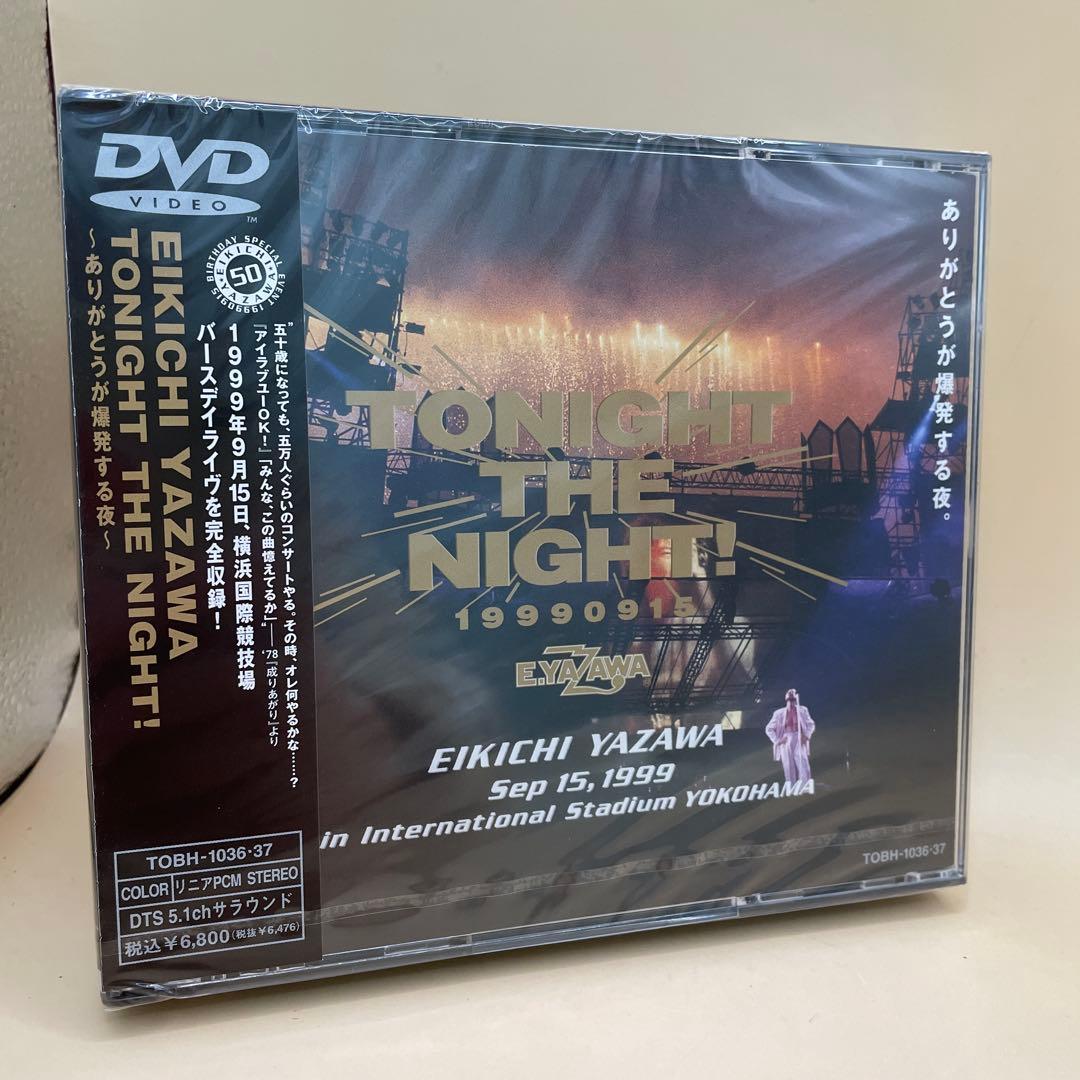 DVD
VIDEO
TM
EIKICHI YAZAWA
TONIGHT THE NIGHT!
〜ありがとうが爆発する夜〜
BIRTHDAY SPECIAL EVENT 19990915
EIKICHI YAZAWA
50
“五十歳になっても、五万人ぐらいのコンサートやる。その時、オレ何やるかな……?
『アイラブユーOK!』「みんな、この曲憶えてるか」“ ──'78『成りあがり』より
1999年9月15日、横浜国際競技場
バースデイライヴを完全収録!
TOBH-1036・37
COLOR リニアPCM STEREO
DTS 5.1chサラウンド
税込¥6,800(税抜¥6,476)
ありがとうが爆発する夜。
TONIGHT
THE
NIGHT!
19990915
E.YAZAWA
EIKICHI YAZAWA
Sep 15, 1999
in International Stadium YOKOHAMA
TOBH-1036・37